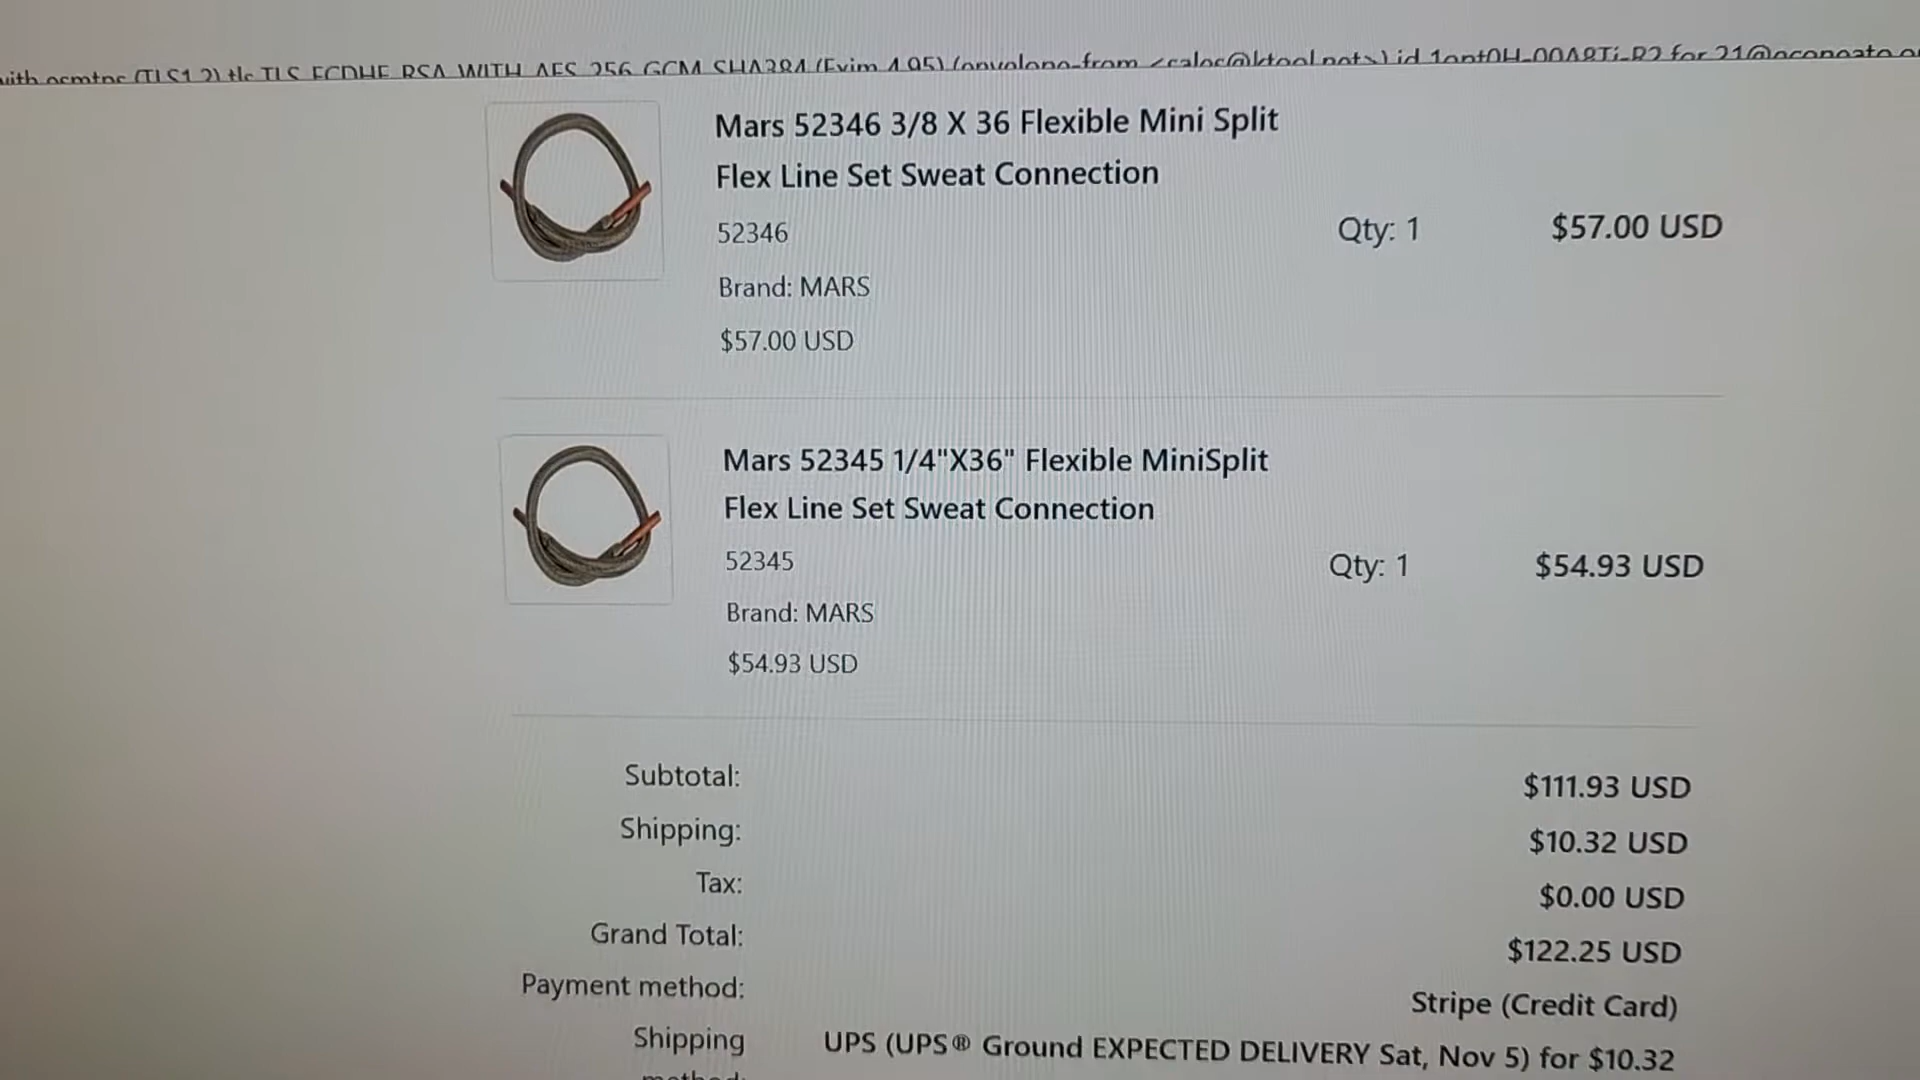 Mars 52346 3/8 X 36 Flexible Mini Split
Flex Line Set Sweat Connection
52346
Qty: 1
$57.00 USD
Brand: MARS
$57.00 USD
Mars 52345 1/4"X36" Flexible MiniSplit
Flex Line Set Sweat Connection
52345
Qty: 1
$54.93 USD
Brand: MARS
$54.93 USD
Subtotal: $111.93 USD
Shipping: $10.32 USD
Tax: $0.00 USD
Grand Total: $122.25 USD
Payment method: Stripe (Credit Card)
Shipping UPS (UPS® Ground EXPECTED DELIVERY Sat, Nov 5) for $10.32